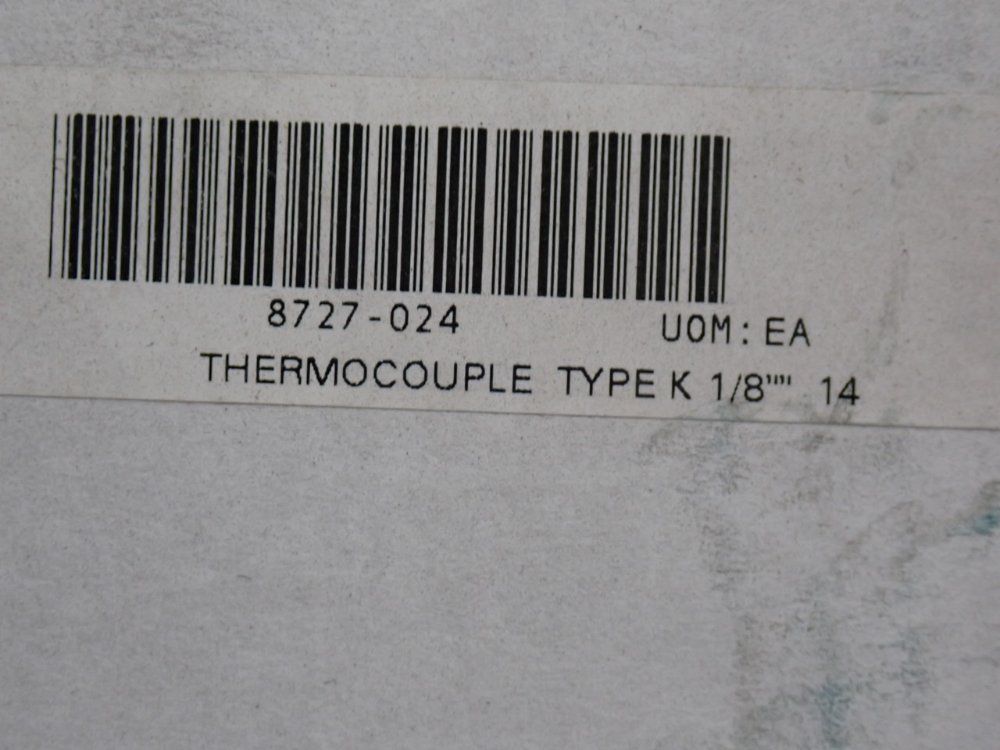 8727-024 UOM: EA
THERMOCOUPLE TYPE K 1/8"" 14